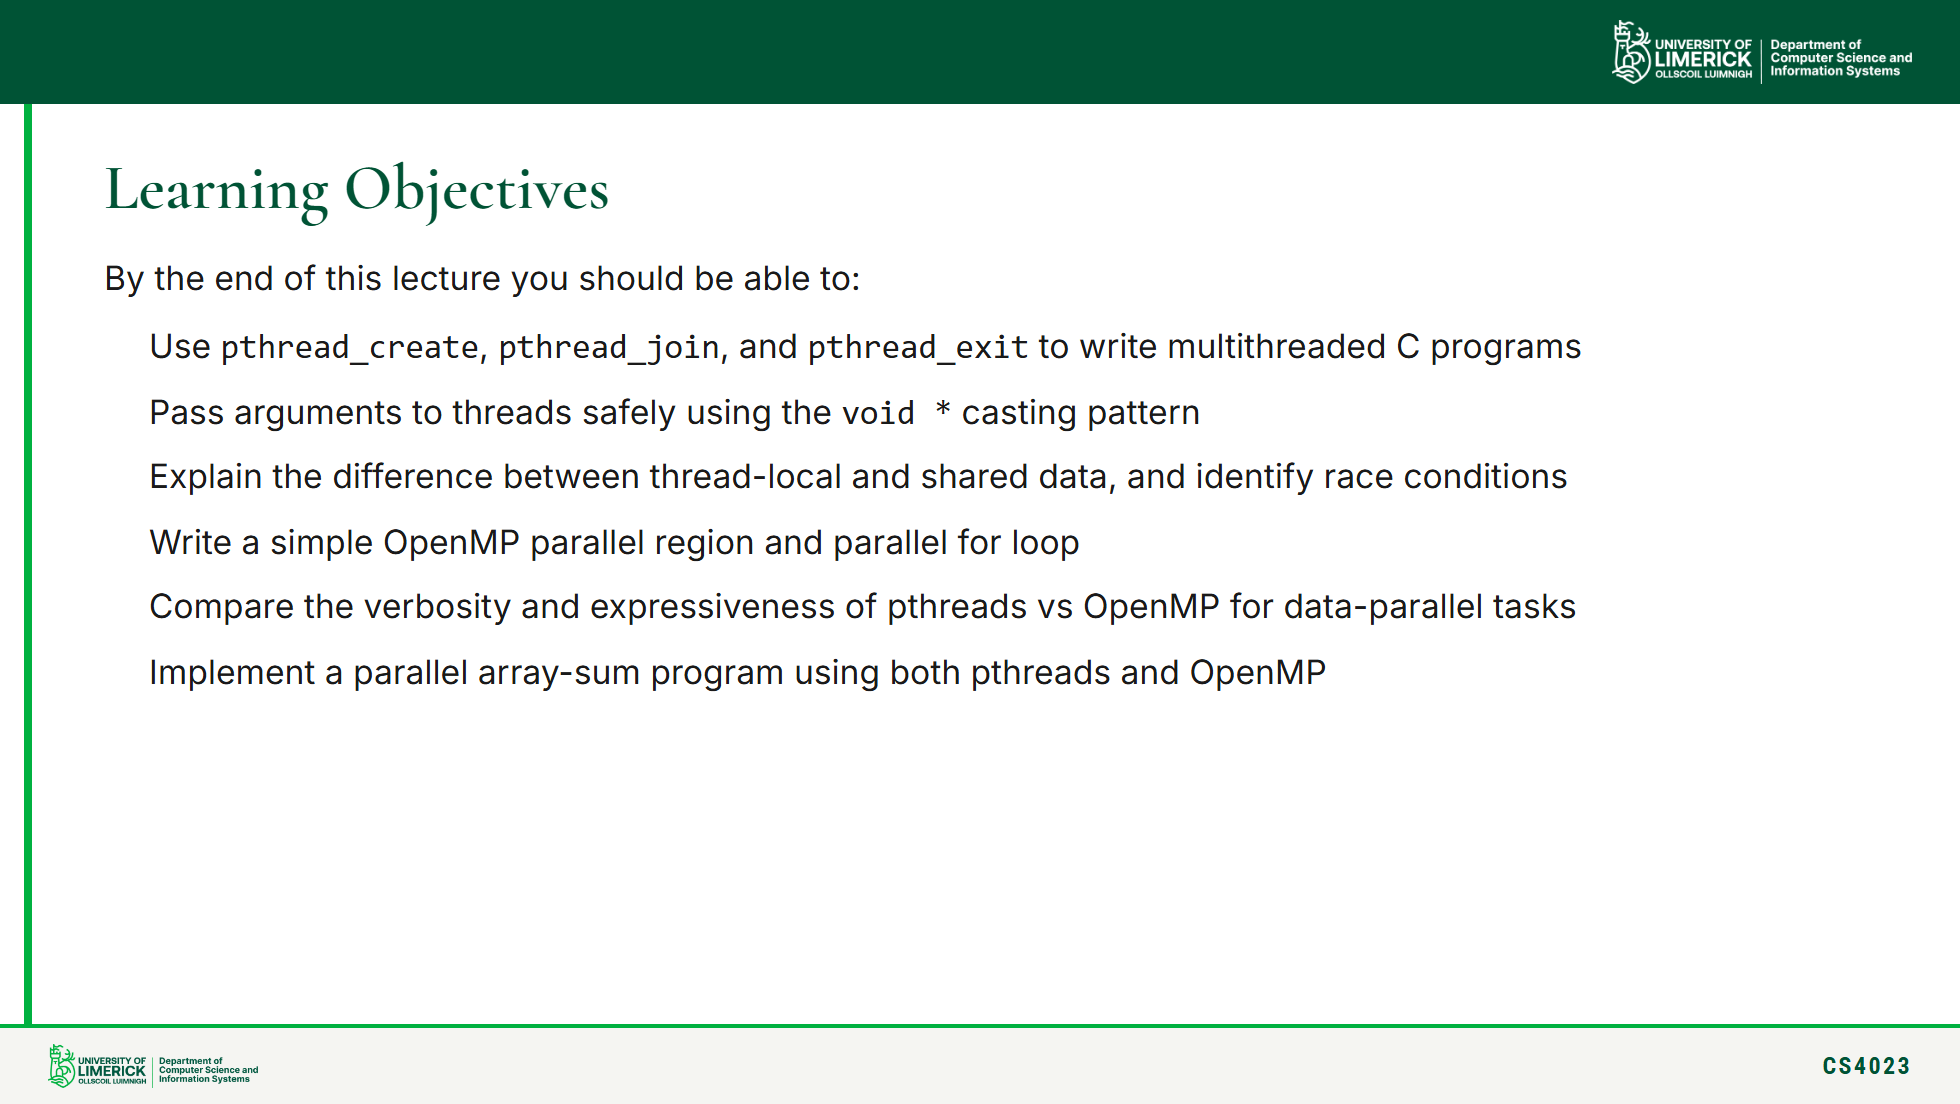 UNIVERSITY OF
LIMERICK
OLLSCOIL LUIMNIGH
Department of
Computer Science and
Information Systems
Learning Objectives
By the end of this lecture you should be able to:
Use pthread_create, pthread_join, and pthread_exit to write multithreaded C programs
Pass arguments to threads safely using the void * casting pattern
Explain the difference between thread-local and shared data, and identify race conditions
Write a simple OpenMP parallel region and parallel for loop
Compare the verbosity and expressiveness of pthreads vs OpenMP for data-parallel tasks
Implement a parallel array-sum program using both pthreads and OpenMP
UNIVERSITY OF
LIMERICK
OLLSCOIL LUIMNIGH
Department of
Computer Science and
Information Systems
CS4023